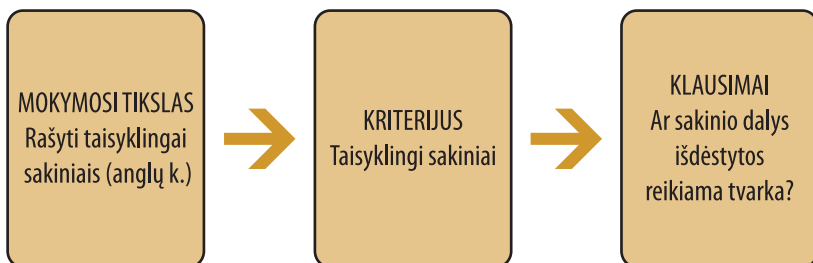 MOKYMOSI TIKSLAS
Rašyti taisyklingai
sakiniais (anglų k.)
KRITERIJUS
Taisyklingi sakiniai
KLAUSIMAI
Ar sakinio dalys
išdėstytos
reikiama tvarka?